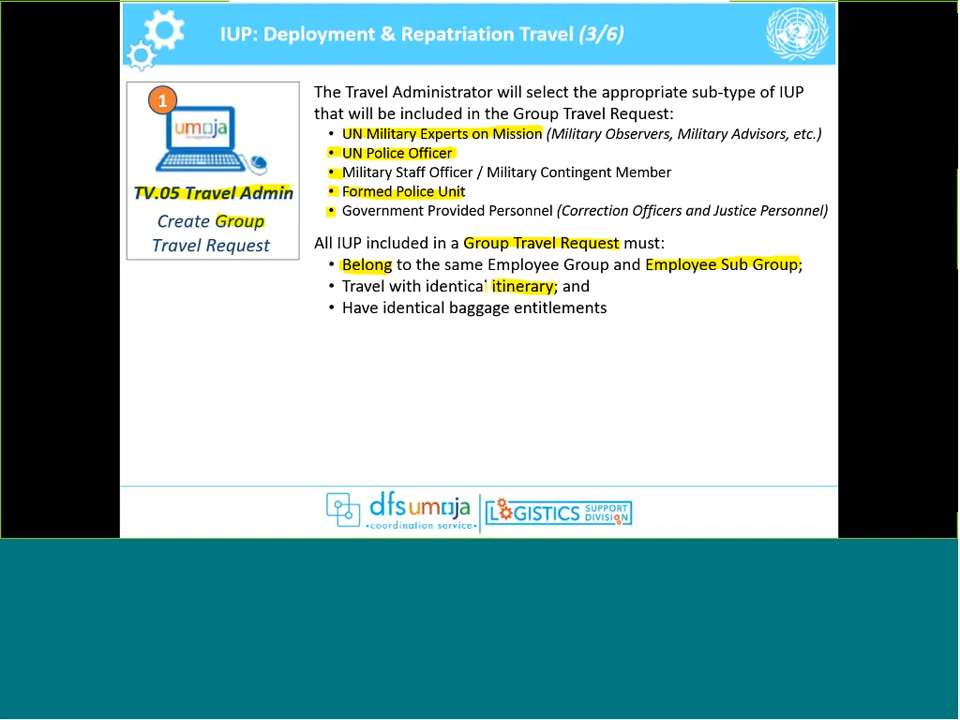 IUP: Deployment & Repatriation Travel (3/6)
1
umoja
TV.05 Travel Admin
Create Group
Travel Request
The Travel Administrator will select the appropriate sub-type of IUP
that will be included in the Group Travel Request:
• UN Military Experts on Mission (Military Observers, Military Advisors, etc.)
• UN Police Officer
• Military Staff Officer / Military Contingent Member
• Formed Police Unit
• Government Provided Personnel (Correction Officers and Justice Personnel)
All IUP included in a Group Travel Request must:
• Belong to the same Employee Group and Employee Sub Group;
• Travel with identical itinerary; and
• Have identical baggage entitlements
dfsumoja
•coordination service•
LOGISTICS SUPPORT
DIVISION